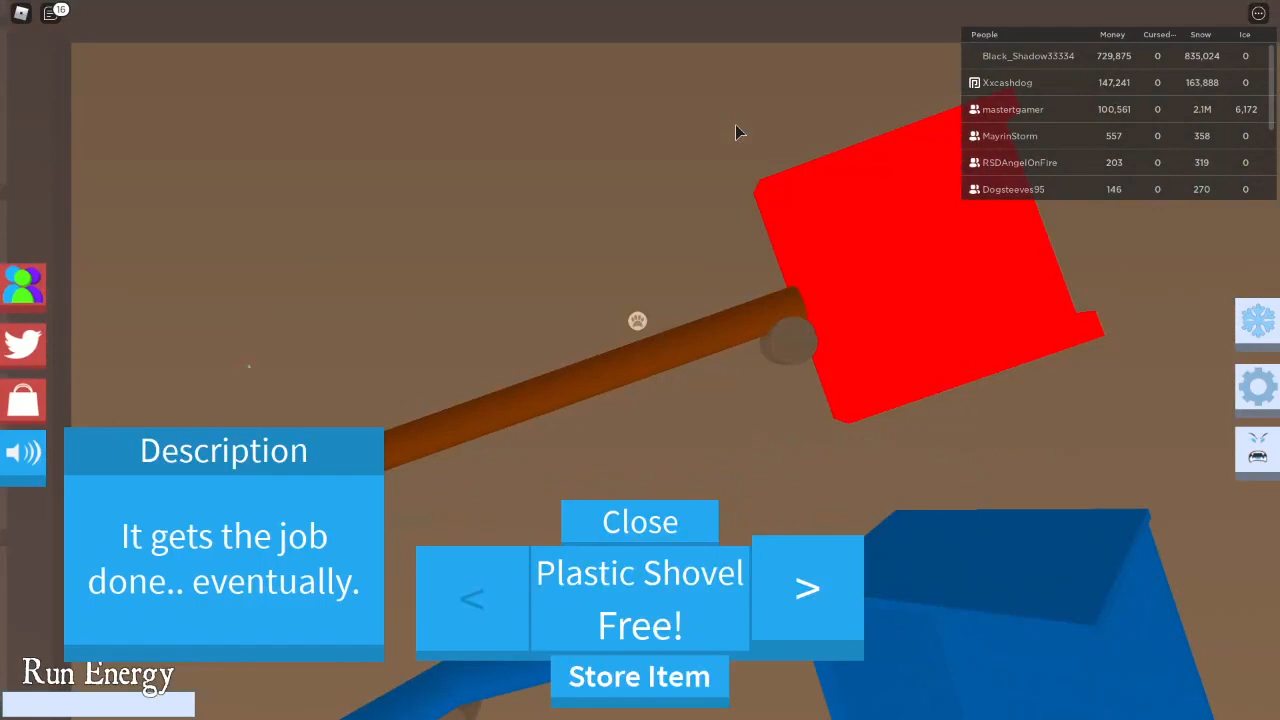 16
People Money Cursed... Snow Ice
Black_Shadow33334 729,875 0 835,024 0
Xxcashdog 147,241 0 163,888 0
mastertgamer 100,561 0 2.1M 6,172
MayrinStorm 557 0 358 0
RSDAngelOnFire 203 0 319 0
Dogsteeves95 146 0 270 0
Description
It gets the job
done.. eventually.
Close
< Plastic Shovel >
Free!
Store Item
Run Energy